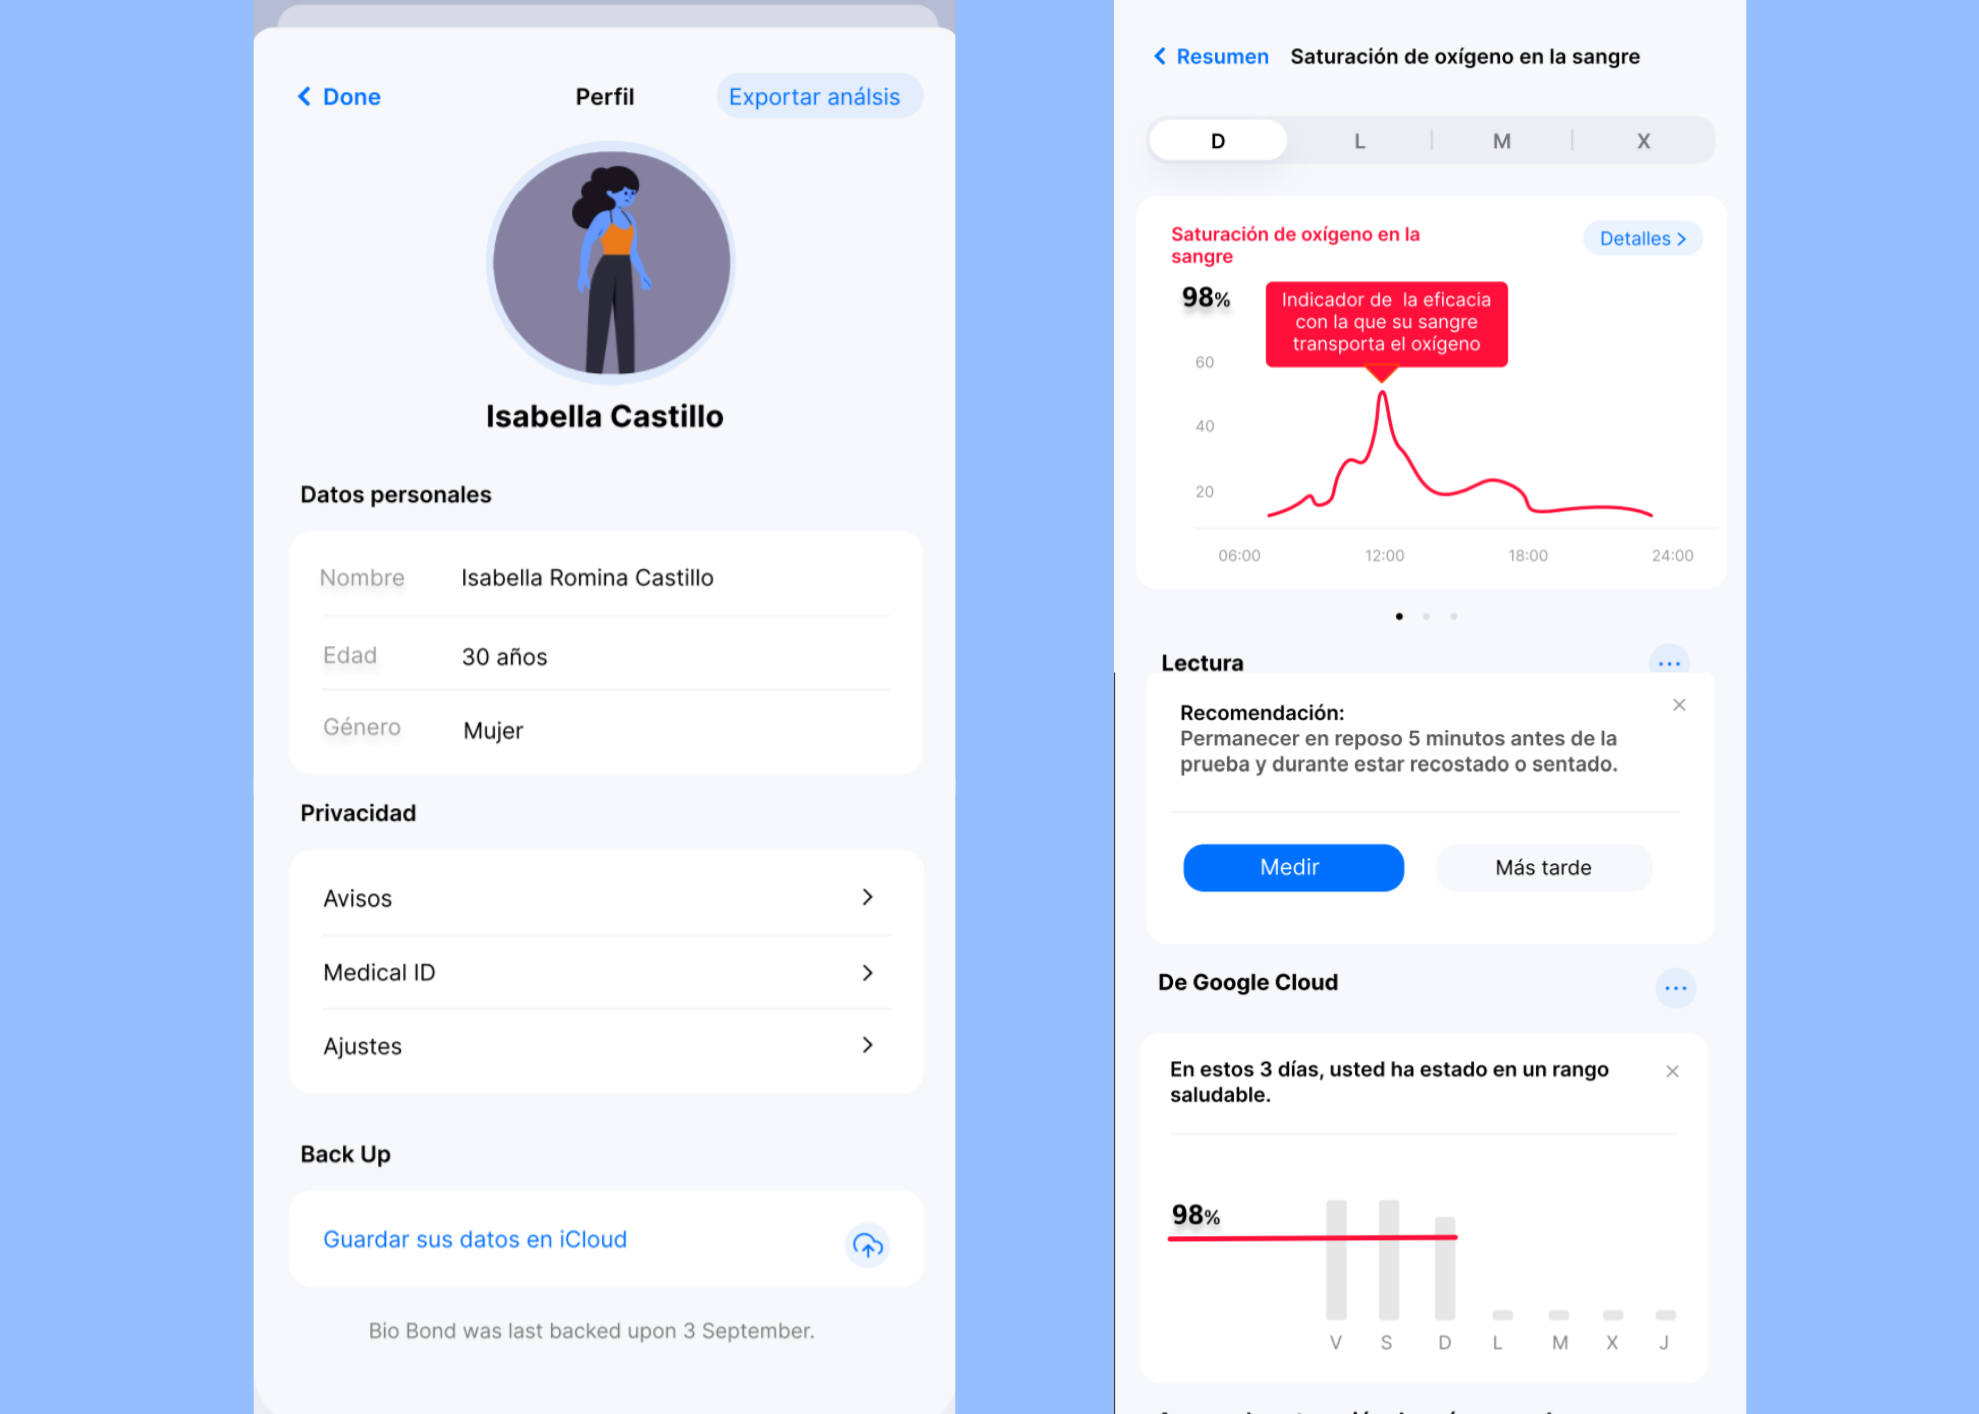 Done
Perfil
Exportar análsis
Isabella Castillo
Datos personales
Nombre Isabella Romina Castillo
Edad 30 años
Género Mujer
Privacidad
Avisos
Medical ID
Ajustes
Back Up
Guardar sus datos en iCloud
Bio Bond was last backed upon 3 September.
Resumen Saturación de oxígeno en la sangre
D L M X
Saturación de oxígeno en la
sangre
Detalles
98%
Indicador de la eficacia
con la que su sangre
transporta el oxígeno
60
40
20
06:00 12:00 18:00 24:00
Lectura
Recomendación:
Permanecer en reposo 5 minutos antes de la
prueba y durante estar recostado o sentado.
Medir Más tarde
De Google Cloud
En estos 3 días, usted ha estado en un rango
saludable.
98%
V S D L M X J